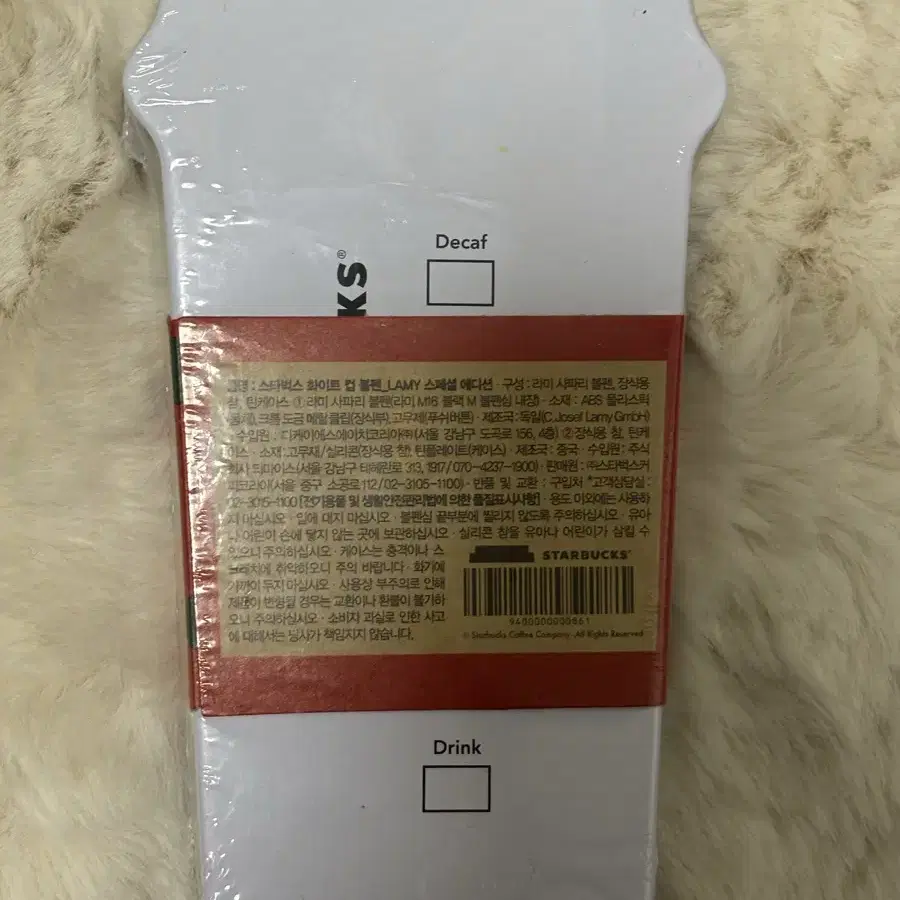 Decaf
KS®
품명 : 스타벅스 화이트 컵 볼펜_LAMY 스페셜 에디션 · 구성 : 라미 사파리 볼펜, 장식용
참, 틴케이스 ① 라미 사파리 볼펜(라미 M16 블랙 M 볼펜심 내장) · 소재 : ABS 플라스틱
크롬 도금 메탈 클립(장식부), 고무제(푸쉬버튼) · 제조국 : 독일(C. Josef Lamy GmbH)
· 수입원 : 디케이에스에이치코리아㈜(서울 강남구 도곡로 156, 4층) ② 장식용 참, 틴케
이스 · 소재 : 고무재/실리콘(장식용 참), 틴플레이트(케이스) · 제조국 : 중국 · 수입원 : 주식
회사 티마이스(서울 강남구 테헤란로 313, 1917/070-4237-1900) · 판매원 : ㈜스타벅스커
피코리아(서울 중구 소공로 112/02-3105-1100) · 반품 및 교환 : 구입처 *고객상담실 :
02-3015-1100 [전기용품 및 생활안전관리법에 의한 품질표시사항] · 용도 이외에는 사용하
지 마십시오 · 입에 대지 마십시오 · 볼펜심 끝부분에 찔리지 않도록 주의하십시오 · 유아
나 어린이 손에 닿지 않는 곳에 보관하십시오 · 실리콘 참을 유아나 어린이가 삼킬 수
있으니 주의하십시오 · 케이스는 충격이나 스
크래치에 취약하오니 주의 바랍니다 · 화기에
가까이 두지 마십시오 · 사용상 부주의로 인해
제품이 변형될 경우는 교환이나 환불이 불가하
오니 주의하십시오 · 소비자 과실로 인한 사고
에 대해서는 당사가 책임지지 않습니다.
STARBUCKS®
9400000000861
© Starbucks Coffee Company. All Rights Reserved
Drink